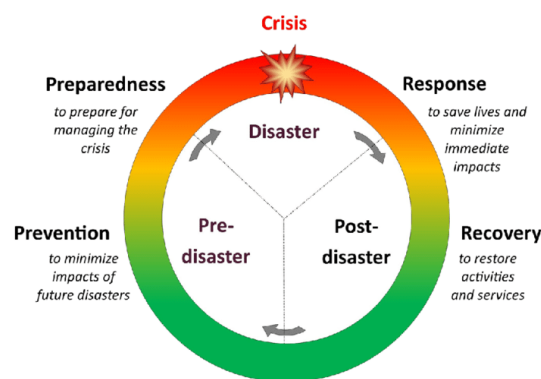 Crisis
Preparedness
to prepare for
managing the
crisis
Response
to save lives and
minimize
immediate
impacts
Disaster
Prevention
to minimize
impacts of
future disasters
Pre-
disaster
Post-
disaster
Recovery
to restore
activities
and services